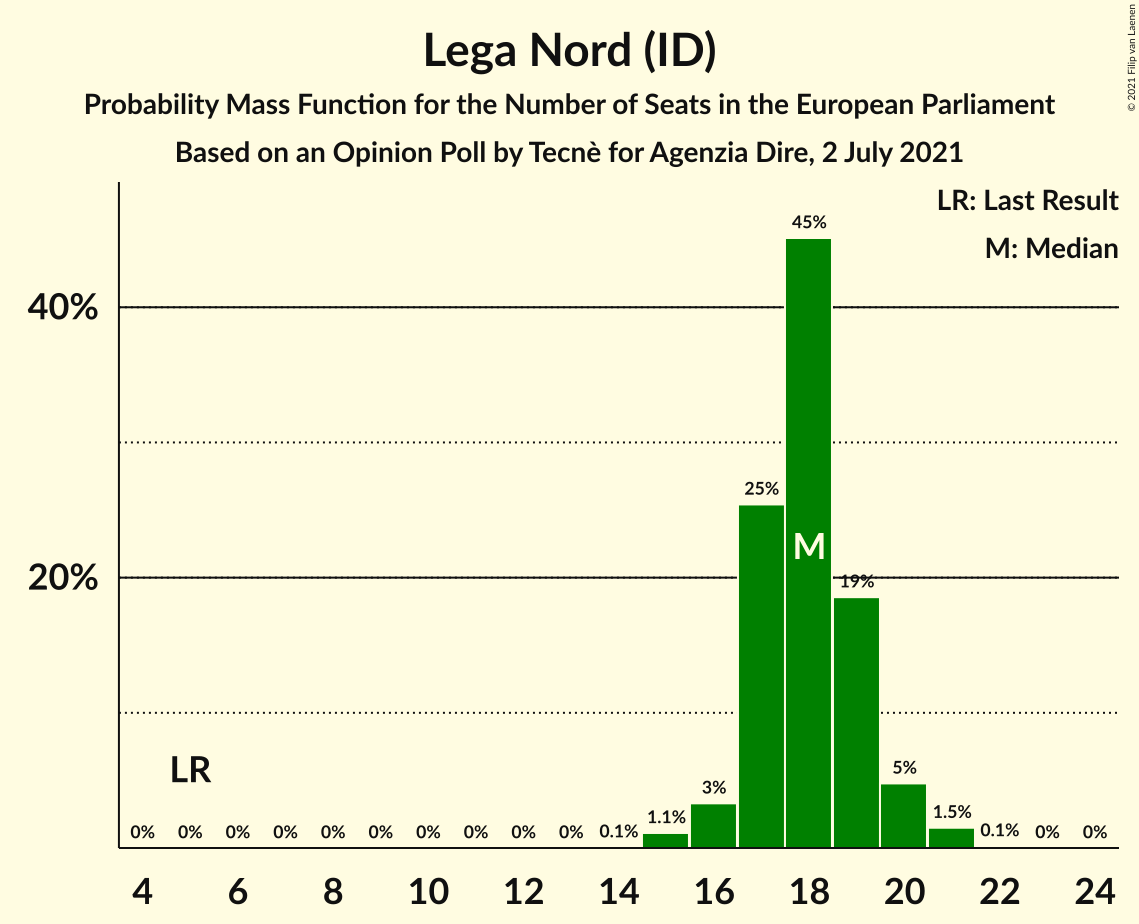 Lega Nord (ID)
Probability Mass Function for the Number of Seats in the European Parliament
Based on an Opinion Poll by Tecnè for Agenzia Dire, 2 July 2021
© 2021 Filip van Laenen
LR: Last Result
M: Median
45%
40%
25%
M
20%
19%
LR
0% 0% 0% 0% 0% 0% 0% 0% 0% 0% 0.1% 1.1% 3% 5% 1.5% 0.1% 0% 0%
4 6 8 10 12 14 16 18 20 22 24